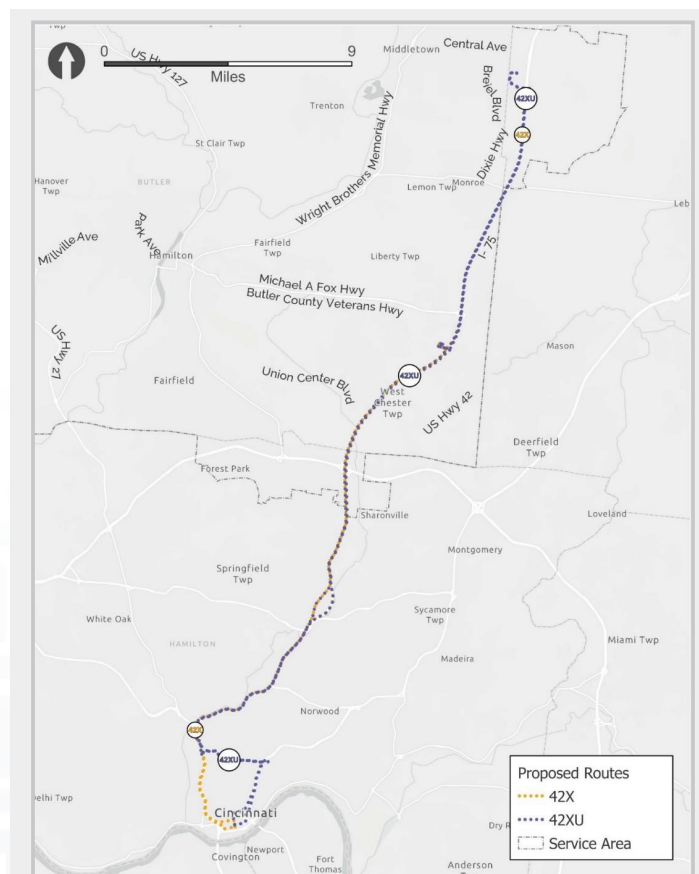 Twp
US Hwy 127
Middletown
Central Ave
0
9
Miles
Breiel Blvd
42XU
42X
Trenton
Dixie Hwy
St Clair Twp
Wright Brothers Memorial Hwy
Hanover
Twp
BUTLER
Lemon Twp
Monroe
Leb
Park Ave
Millville Ave
Hamilton
Fairfield
Twp
Liberty Twp
I-75
Michael A Fox Hwy
Butler County Veterans Hwy
US Hwy 27
Mason
42XU
Fairfield
Union Center Blvd
West
Chester
Twp
US Hwy 42
Deerfield
Twp
Forest Park
Sharonville
Loveland
Montgomery
Springfield
Twp
White Oak
Sycamore
Twp
HAMILTON
Miami Twp
Madeira
Norwood
42X
42XU
Delhi Twp
Cincinnati
Newport
Covington
Fort
Thomas
Dry R
Anderson
Proposed Routes
42X
42XU
Service Area